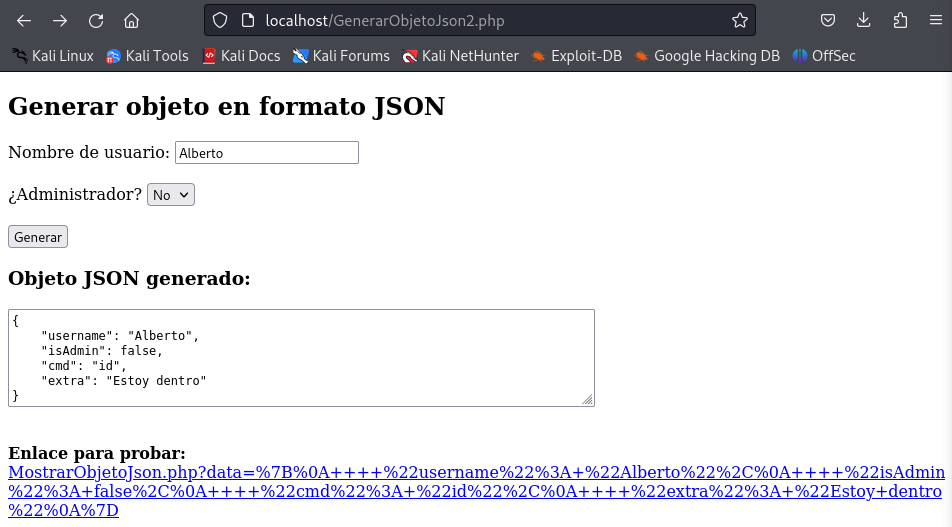 localhost/GenerarObjetoJson2.php
Kali Linux Kali Tools Kali Docs Kali Forums Kali NetHunter Exploit-DB Google Hacking DB OffSec
Generar objeto en formato JSON
Nombre de usuario: Alberto
¿Administrador? No
Generar
Objeto JSON generado:
{
    "username": "Alberto",
    "isAdmin": false,
    "cmd": "id",
    "extra": "Estoy dentro"
}
Enlace para probar:
MostrarObjetoJson.php?data=%7B%0A++++%22username%22%3A+%22Alberto%22%2C%0A++++%22isAdmin
%22%3A+false%2C%0A++++%22cmd%22%3A+%22id%22%2C%0A++++%22extra%22%3A+%22Estoy+dentro
%22%0A%7D